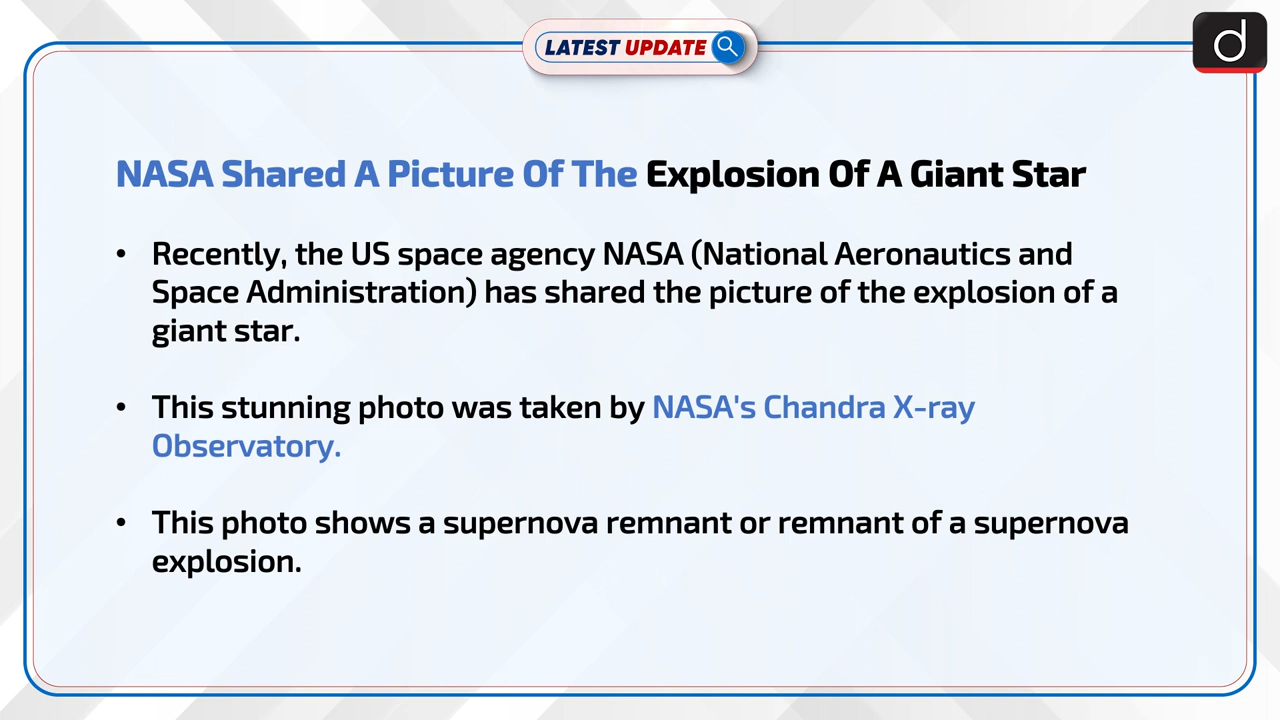 LATEST UPDATE
d
NASA Shared A Picture Of The Explosion Of A Giant Star
• Recently, the US space agency NASA (National Aeronautics and
Space Administration) has shared the picture of the explosion of a
giant star.
• This stunning photo was taken by NASA's Chandra X-ray
Observatory.
• This photo shows a supernova remnant or remnant of a supernova
explosion.